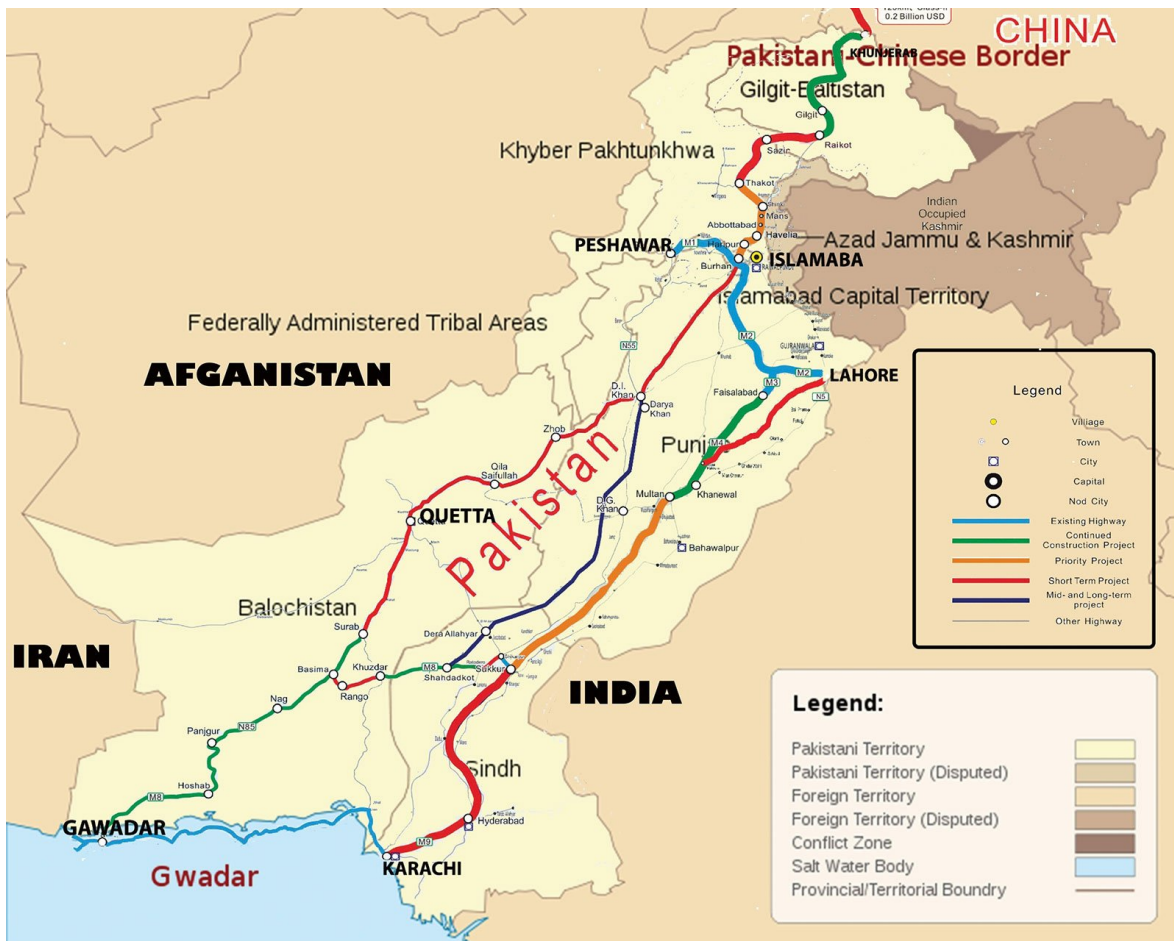 0.2 Billion USD
CHINA
KHUNJERAB
Pakistani-Chinese Border
Gilgit-Baltistan
Gilgit
Raikot
Sazin
Khyber Pakhtunkhwa
Thakot
Indian
Occupied
Kashmir
Mans
Abbottabad
Havelia
Azad Jammu & Kashmir
PESHAWAR
M1
Haripur
Burhan
ISLAMABA
Islamabad Capital Territory
Federally Administered Tribal Areas
N55
M2
GUJRANWALA
AFGANISTAN
M2
LAHORE
M3
Faisalabad
N5
D.I.
Khan
Darya
Khan
Zhob
Punjab
M4
Pakistan
Qila
Saifullah
Multan
Khanewal
D.G.
Khan
QUETTA
Bahawalpur
Balochistan
Surab
Dera Allahyar
IRAN
Basima
Khuzdar
M8
Shahdadkot
Sukkur
Rango
INDIA
Nag
N85
Panjgur
Sindh
Hoshab
M8
Hyderabad
GAWADAR
M9
KARACHI
Gwadar
Legend
Villiage
Town
City
Capital
Nod City
Existing Highway
Continued
Construction Project
Priority Project
Short Term Project
Mid- and Long-term
project
Other Highway
Legend:
Pakistani Territory
Pakistani Territory (Disputed)
Foreign Territory
Foreign Territory (Disputed)
Conflict Zone
Salt Water Body
Provincial/Territorial Boundry